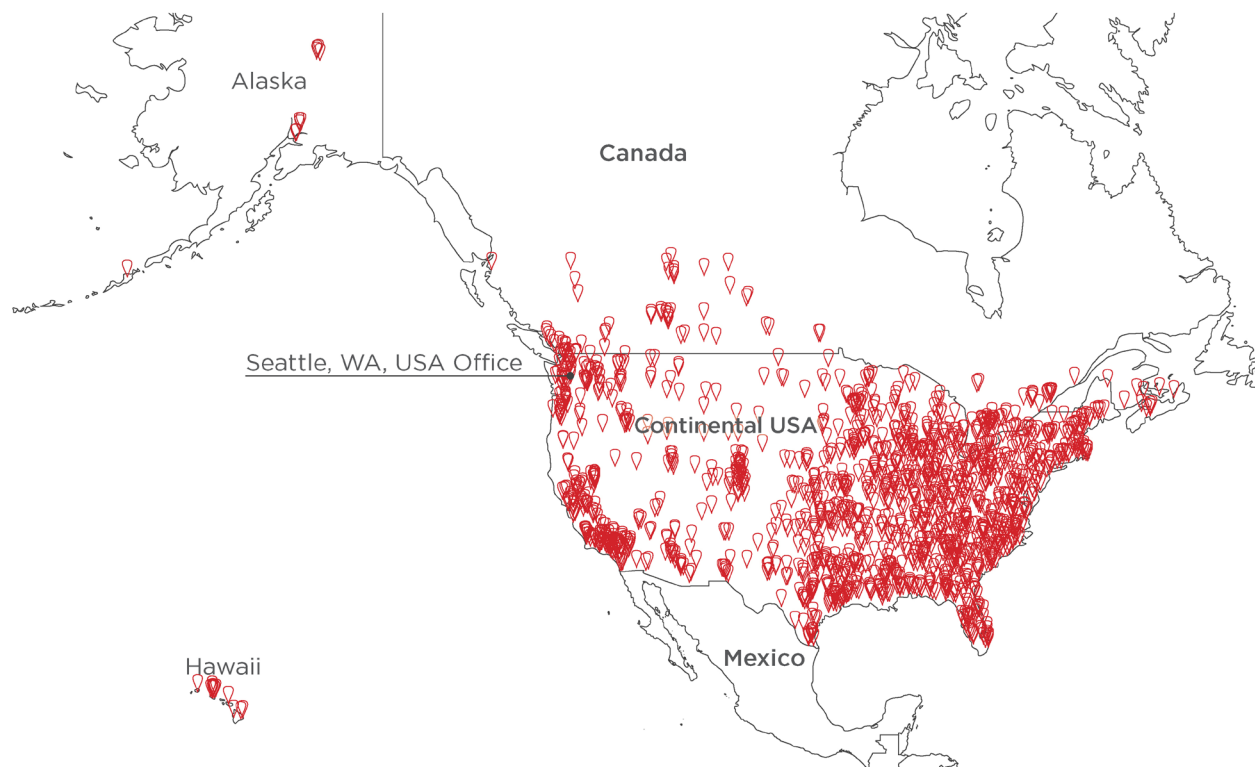 Alaska
Canada
Seattle, WA, USA Office
Continental USA
Mexico
Hawaii